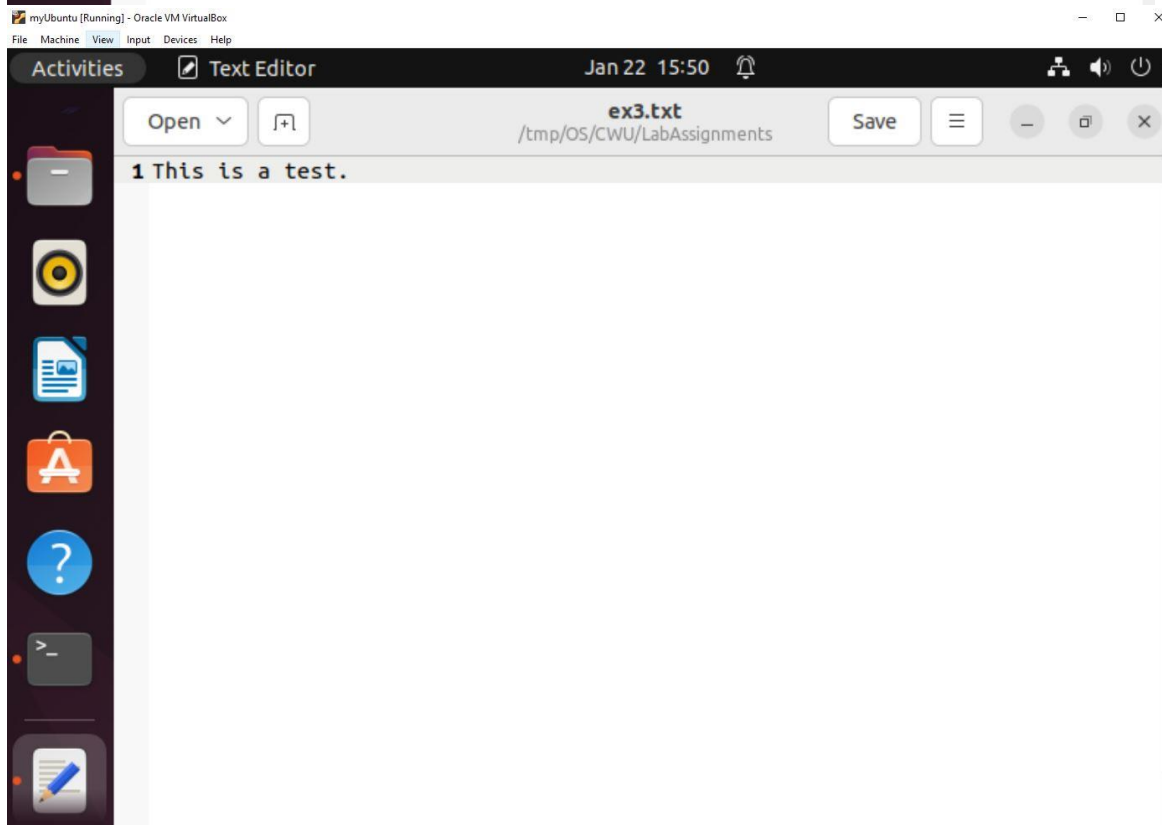 myUbuntu [Running] - Oracle VM VirtualBox
File Machine View Input Devices Help
Activities Text Editor Jan 22 15:50
Open ex3.txt Save
/tmp/OS/CWU/LabAssignments
1 This is a test.